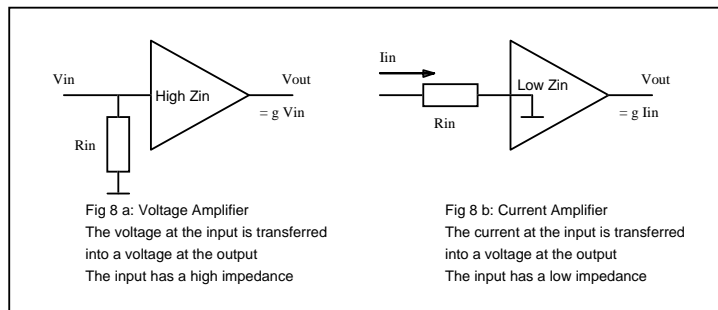 Vin
High Zin
Vout
= g Vin
Rin
Fig 8 a: Voltage Amplifier
The voltage at the input is transferred
into a voltage at the output
The input has a high impedance
Iin
Low Zin
Vout
= g Iin
Rin
Fig 8 b: Current Amplifier
The current at the input is transferred
into a voltage at the output
The input has a low impedance